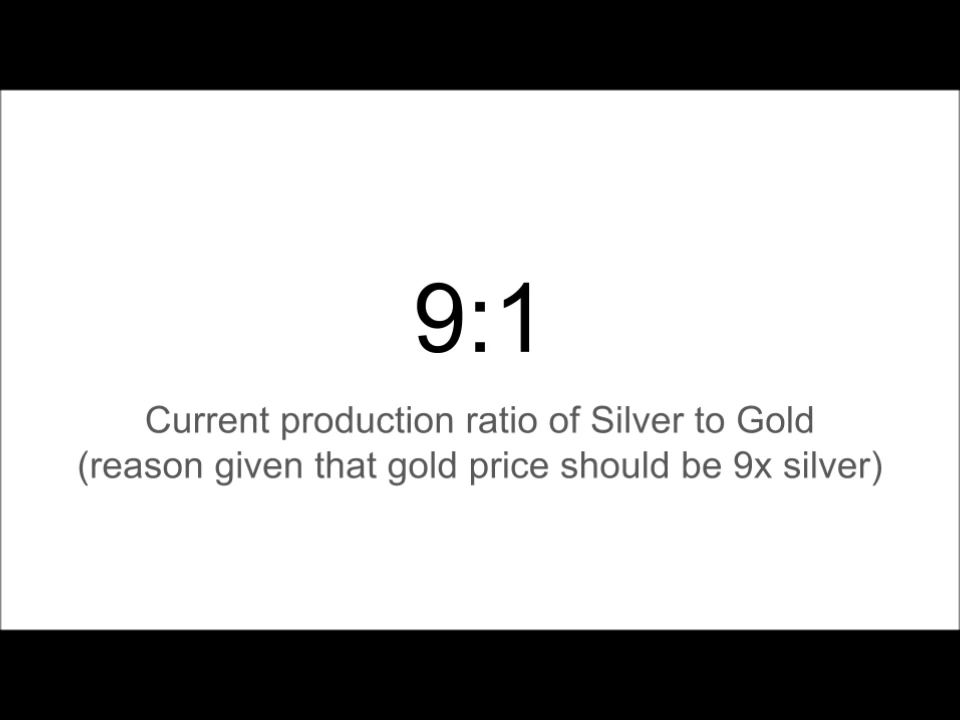 9:1
Current production ratio of Silver to Gold
(reason given that gold price should be 9x silver)